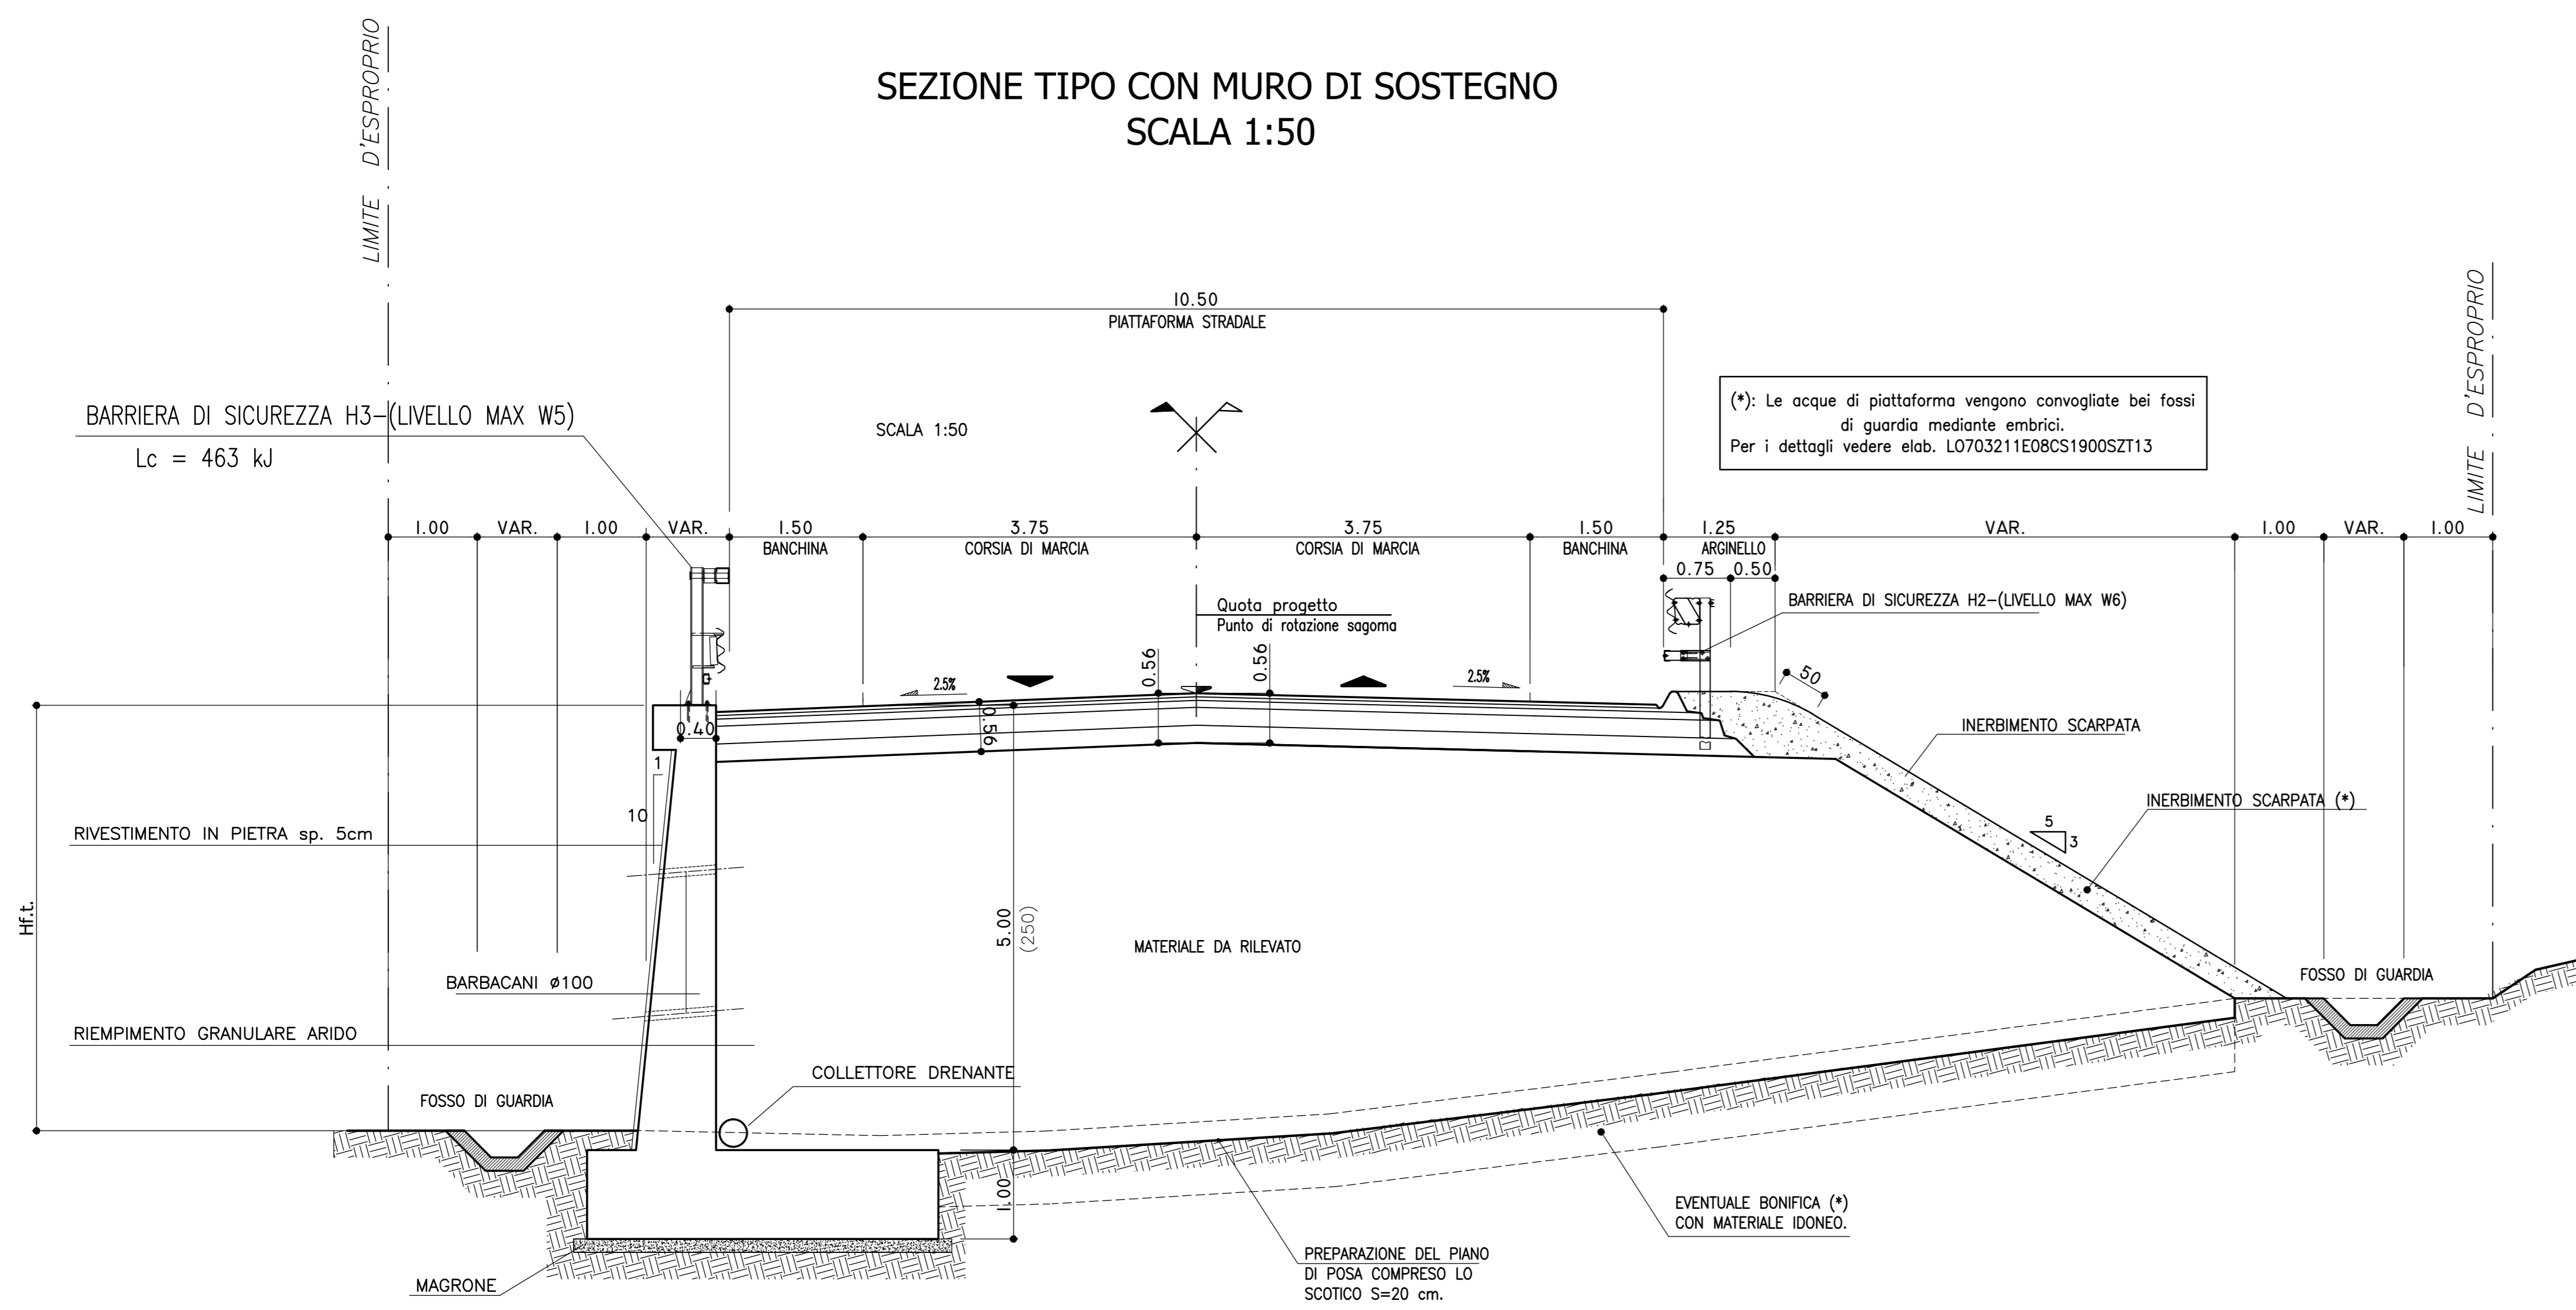 SEZIONE TIPO CON MURO DI SOSTEGNO
SCALA 1:50
LIMITE D'ESPROPRIO
LIMITE D'ESPROPRIO
10.50
PIATTAFORMA STRADALE
BARRIERA DI SICUREZZA H3-(LIVELLO MAX W5)
Lc = 463 kJ
SCALA 1:50
(*): Le acque di piattaforma vengono convogliate bei fossi
di guardia mediante embrici.
Per i dettagli vedere elab. LO703211E08CS1900SZT13
1.00 VAR. 1.00 VAR. 1.50 3.75 3.75 1.50 1.25 VAR. 1.00 VAR. 1.00
BANCHINA CORSIA DI MARCIA CORSIA DI MARCIA BANCHINA ARGINELLO
0.75 0.50
Quota progetto
Punto di rotazione sagoma
BARRIERA DI SICUREZZA H2-(LIVELLO MAX W6)
0.56
0.56
2.5%
2.5%
50
0.40
0.56
INERBIMENTO SCARPATA
1
10
INERBIMENTO SCARPATA (*)
5
3
RIVESTIMENTO IN PIETRA sp. 5cm
Hf.t.
5.00
(250)
MATERIALE DA RILEVATO
BARBACANI ø100
FOSSO DI GUARDIA
RIEMPIMENTO GRANULARE ARIDO
COLLETTORE DRENANTE
FOSSO DI GUARDIA
1.00
EVENTUALE BONIFICA (*)
CON MATERIALE IDONEO.
PREPARAZIONE DEL PIANO
DI POSA COMPRESO LO
SCOTICO S=20 cm.
MAGRONE